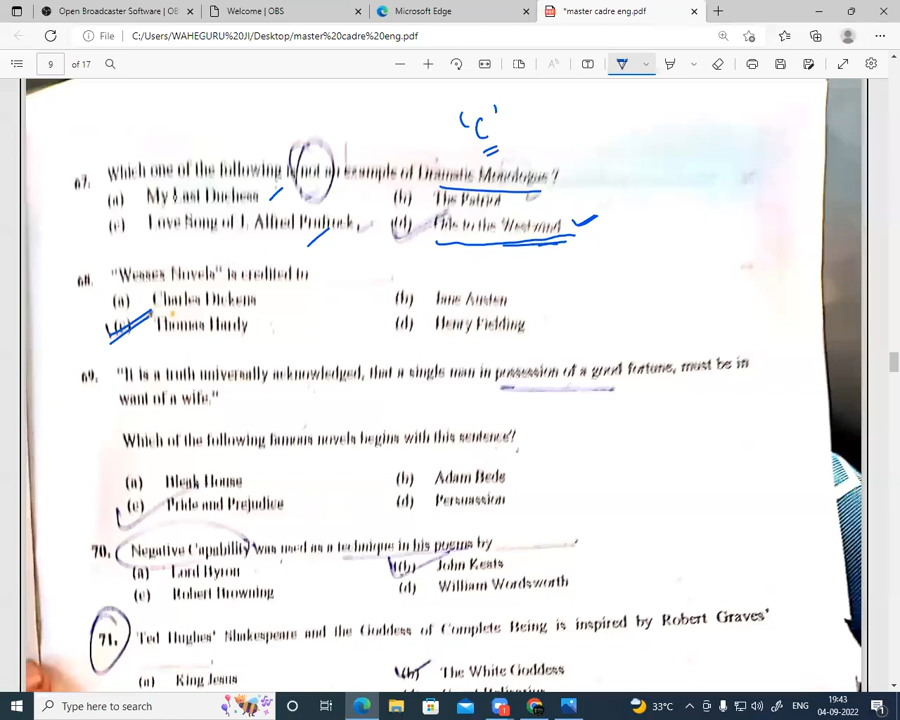 Open Broadcaster Software | OB:
Welcome | OBS
Microsoft Edge
*master cadre eng.pdf
File
C:/Users/WAHEGURU%20JI/Desktop/master%20cadre%20eng.pdf
9 of 17
'C'
67. Which one of the following is not an example of Dramatic Monologue?
(a) My Last Duchess (b) The Patriot
(c) Love Song of J. Alfred Prufrock (d) Ode to the West wind
68. "Wessex Novels" is credited to
(a) Charles Dickens (b) Jane Austen
(c) Thomas Hardy (d) Henry Fielding
69. "It is a truth universally acknowledged, that a single man in possession of a good fortune, must be in
want of a wife."
Which of the following famous novels begins with this sentence?
(a) Bleak House (b) Adam Bede
(c) Pride and Prejudice (d) Persuassion
70. Negative Capability was used as a technique in his poems by
(a) Lord Byron (b) John Keats
(c) Robert Browning (d) William Wordsworth
71. Ted Hughes' Shakespeare and the Goddess of Complete Being is inspired by Robert Graves'
(a) King Jesus (b) The White Goddess
Type here to search
33°C
19:43
04-09-2022